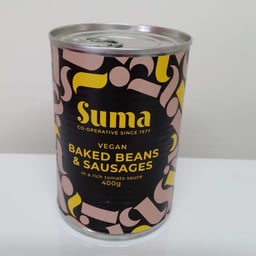 Suma
CO-OPERATIVE SINCE 1977
VEGAN
BAKED BEANS
& SAUSAGES
in a rich tomato sauce
400g